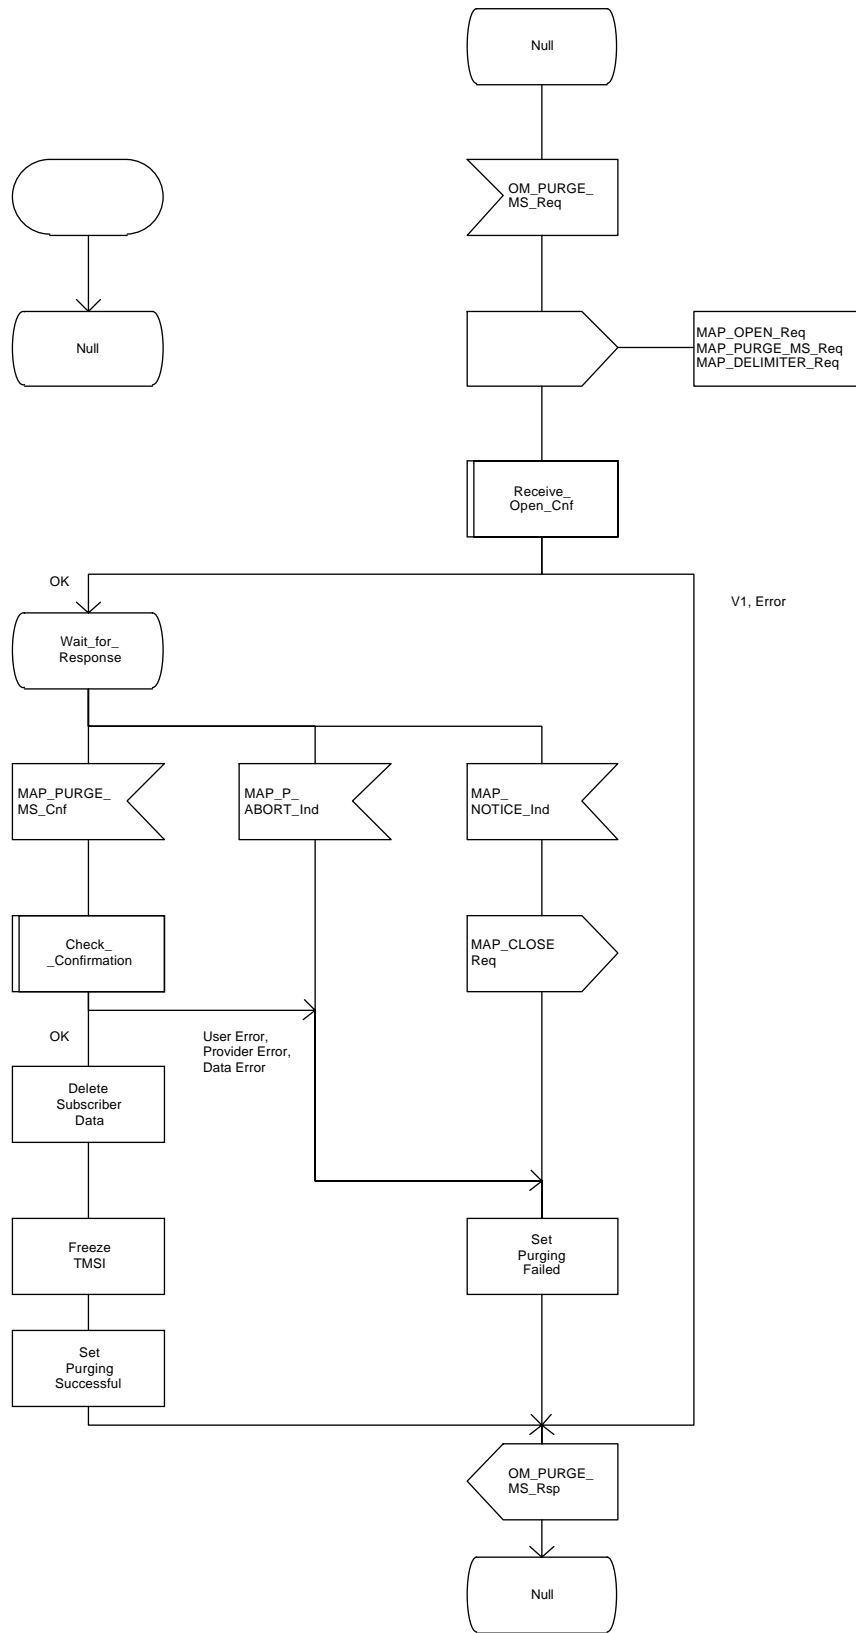 Null
OM_PURGE_
MS_Req
Null
MAP_OPEN_Req
MAP_PURGE_MS_Req
MAP_DELIMITER_Req
Receive_
Open_Cnf
OK
V1, Error
Wait_for_
Response
MAP_PURGE_
MS_Cnf
MAP_P_
ABORT_Ind
MAP_
NOTICE_Ind
Check_
_Confirmation
MAP_CLOSE
Req
OK
User Error,
Provider Error,
Data Error
Delete
Subscriber
Data
Freeze
TMSI
Set
Purging
Failed
Set
Purging
Successful
OM_PURGE_
MS_Rsp
Null